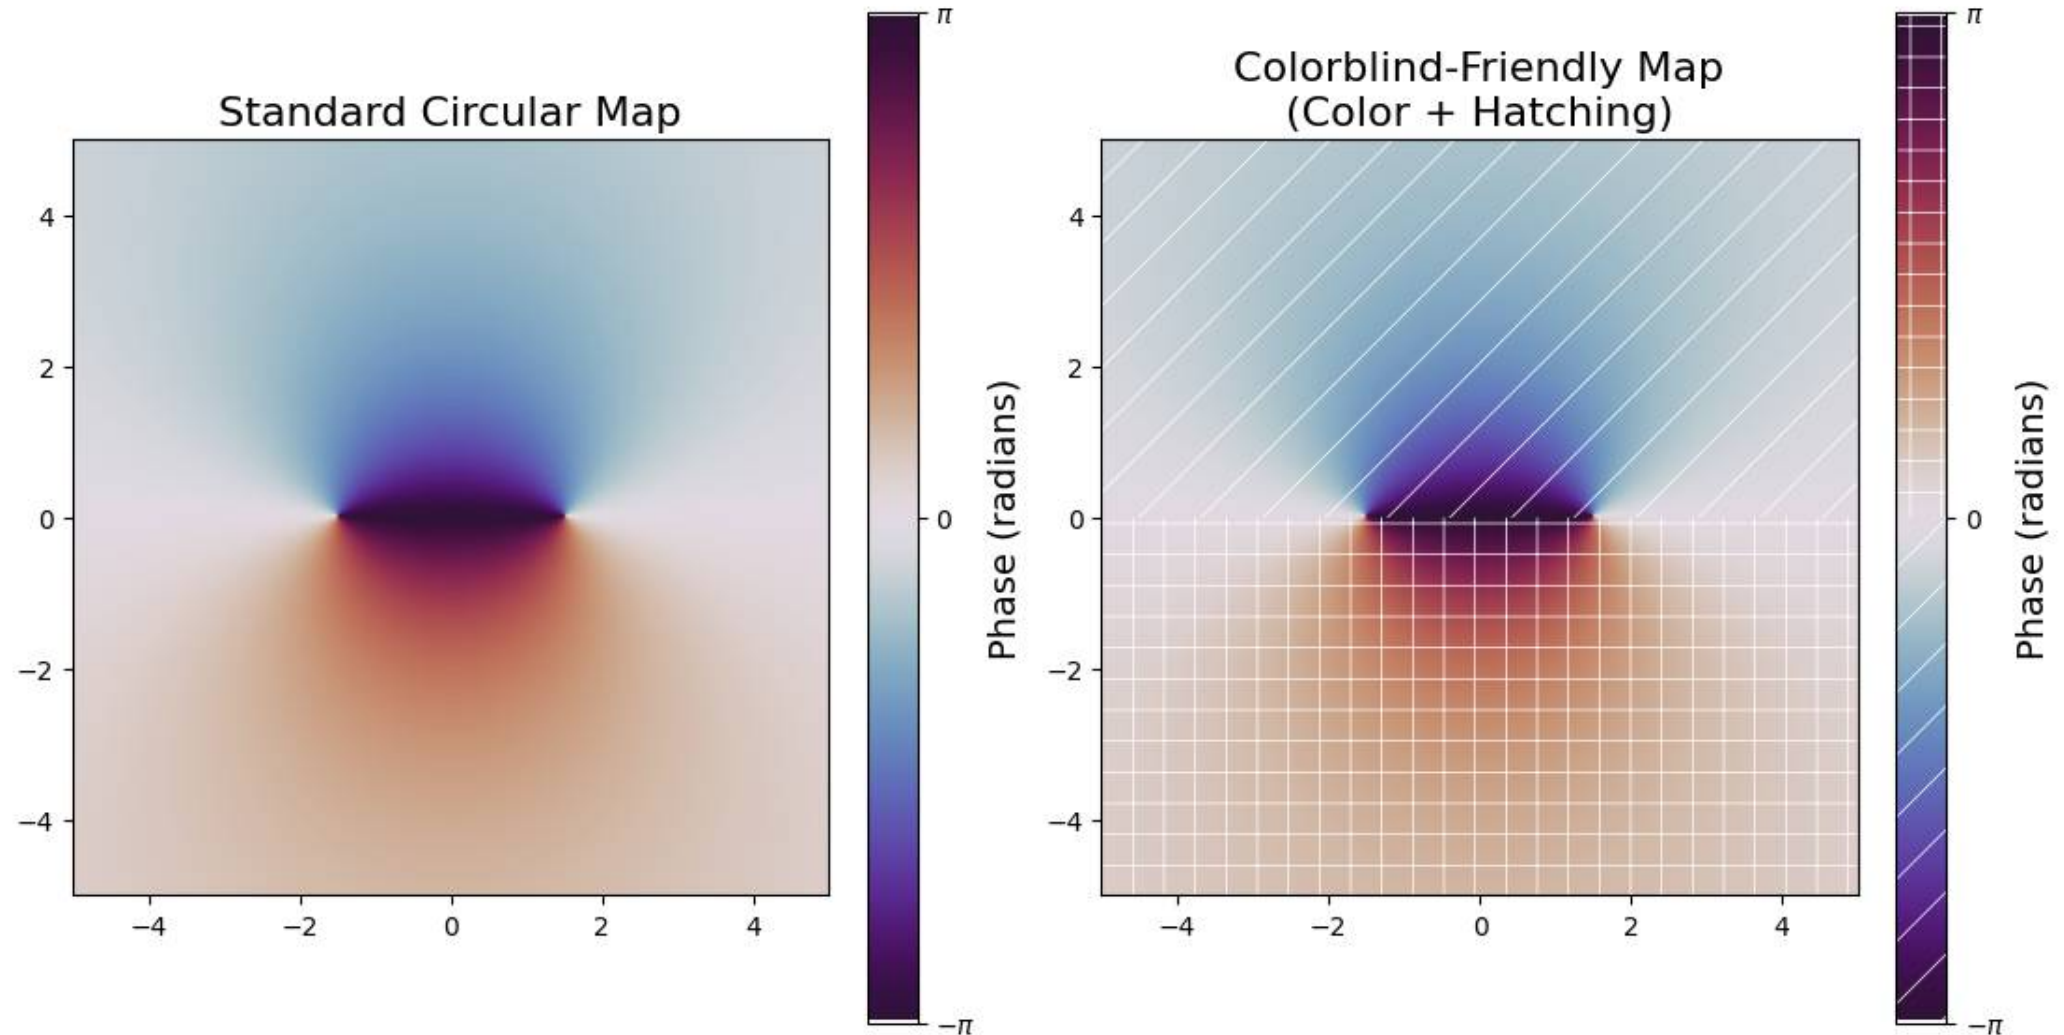 Standard Circular Map
4
2
0
−2
−4
−4
−2
0
2
4
π
0
−π
Phase (radians)
Colorblind-Friendly Map
(Color + Hatching)
4
2
0
−2
−4
−4
−2
0
2
4
π
0
−π
Phase (radians)